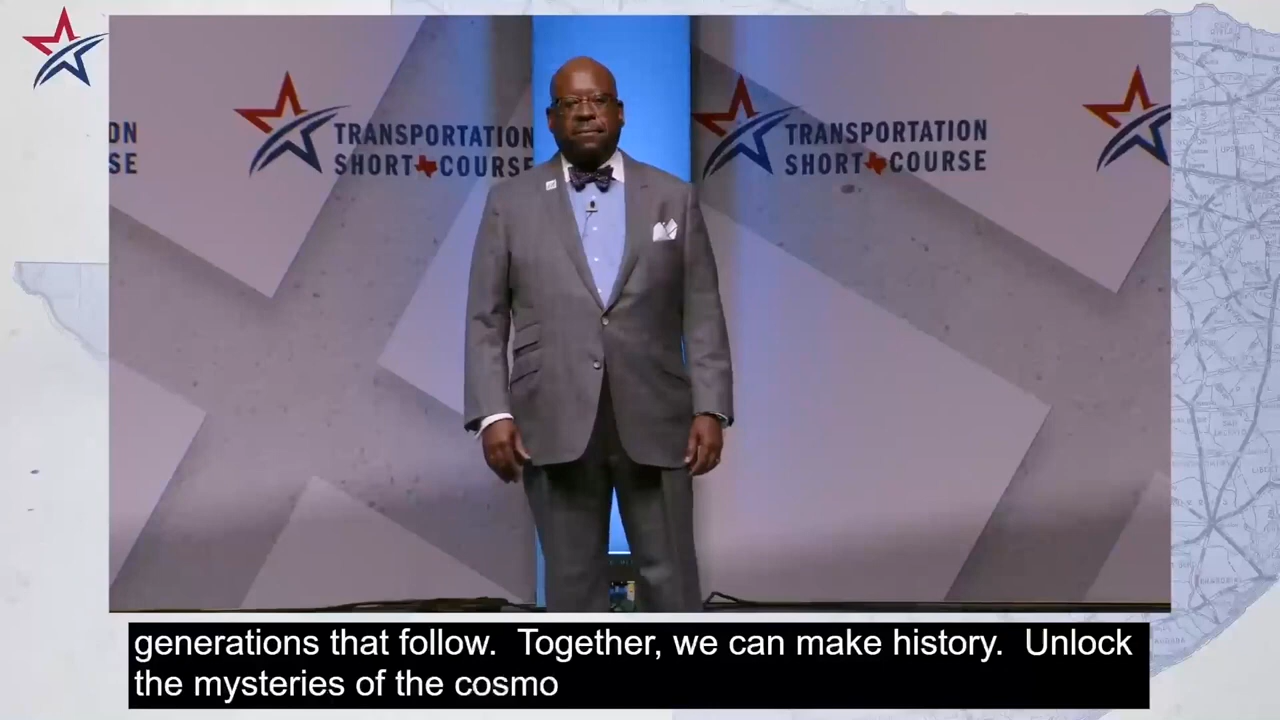 ON
SE
TRANSPORTATION
SHORT COURSE
TRANSPORTATION
SHORT COURSE
generations that follow.  Together, we can make history.  Unlock
the mysteries of the cosmo